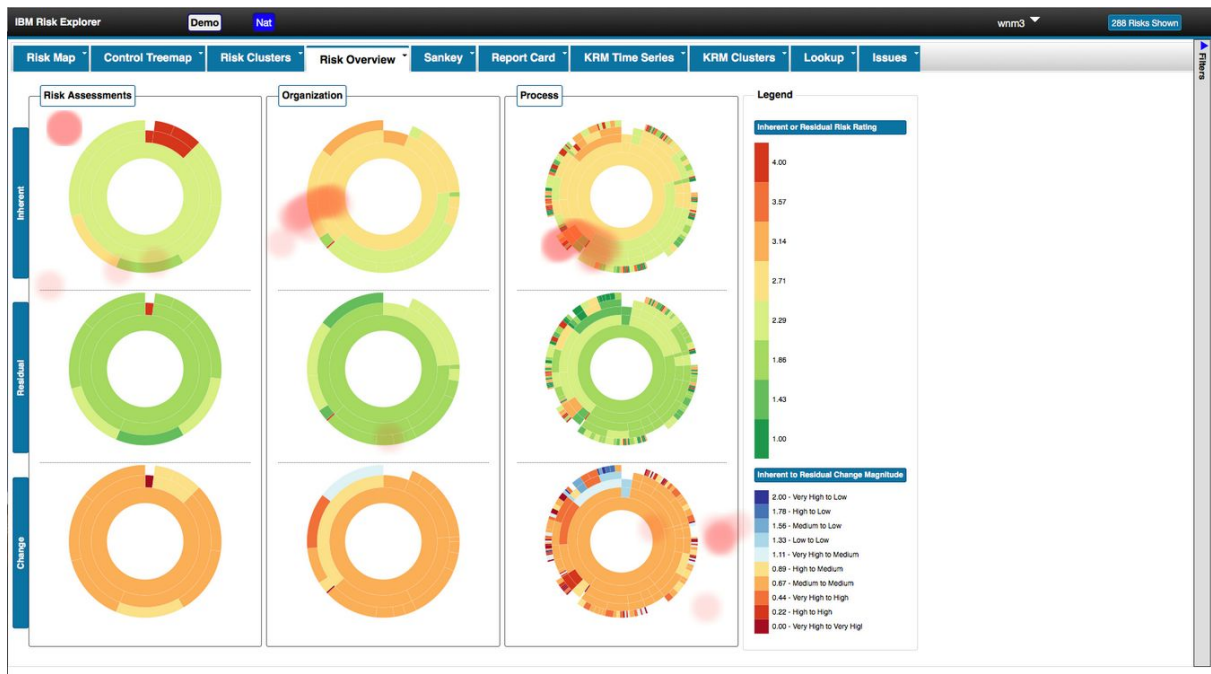 IBM Risk Explorer
Demo
Nat
wnm3
288 Risks Shown
Risk Map
Control Treemap
Risk Clusters
Risk Overview
Sankey
Report Card
KRM Time Series
KRM Clusters
Lookup
Issues
Filters
Risk Assessments
Organization
Process
Legend
Inherent
Residual
Change
Inherent or Residual Risk Rating
4.00
3.57
3.14
2.71
2.29
1.86
1.43
1.00
Inherent to Residual Change Magnitude
2.00 - Very High to Low
1.78 - High to Low
1.56 - Medium to Low
1.33 - Low to Low
1.11 - Very High to Medium
0.89 - High to Medium
0.67 - Medium to Medium
0.44 - Very High to High
0.22 - High to High
0.00 - Very High to Very Higl